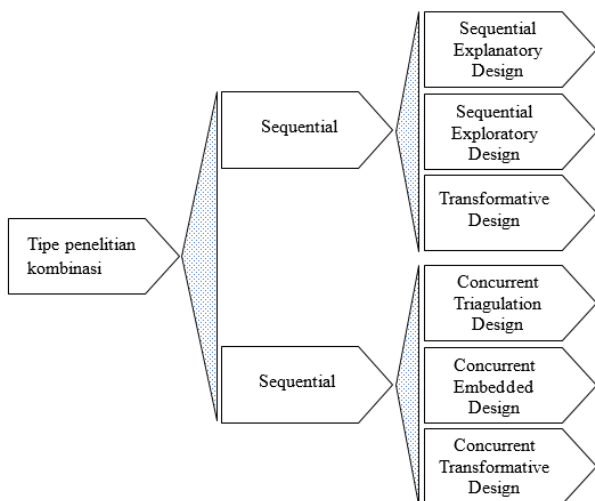 Tipe penelitian
kombinasi
Sequential
Sequential
Explanatory
Design
Sequential
Exploratory
Design
Transformative
Design
Sequential
Concurrent
Triagulation
Design
Concurrent
Embedded
Design
Concurrent
Transformative
Design